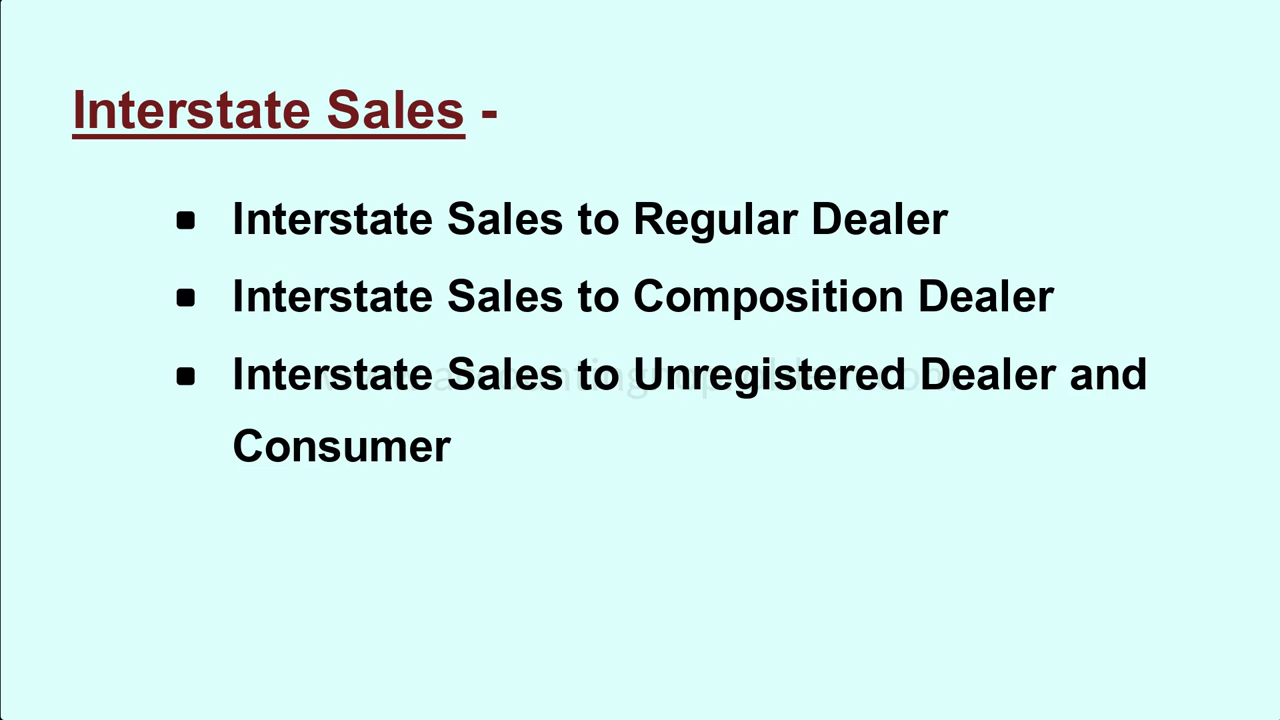 Interstate Sales -
▪ Interstate Sales to Regular Dealer
▪ Interstate Sales to Composition Dealer
▪ Interstate Sales to Unregistered Dealer and
Consumer